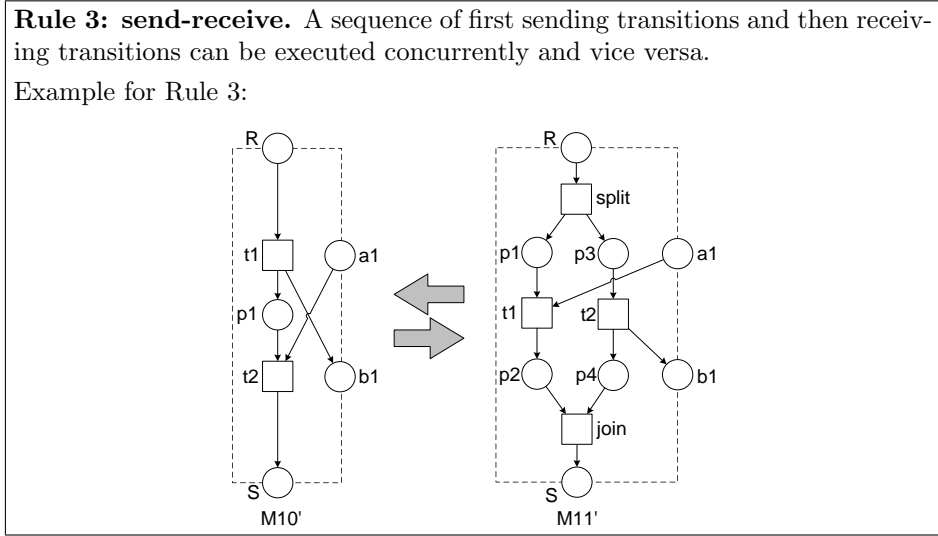 Rule 3: send-receive. A sequence of first sending transitions and then receiv-
ing transitions can be executed concurrently and vice versa.
Example for Rule 3:
R
t1
a1
p1
t2
b1
S
M10'
R
split
p1
p3
a1
t1
t2
p2
p4
b1
join
S
M11'